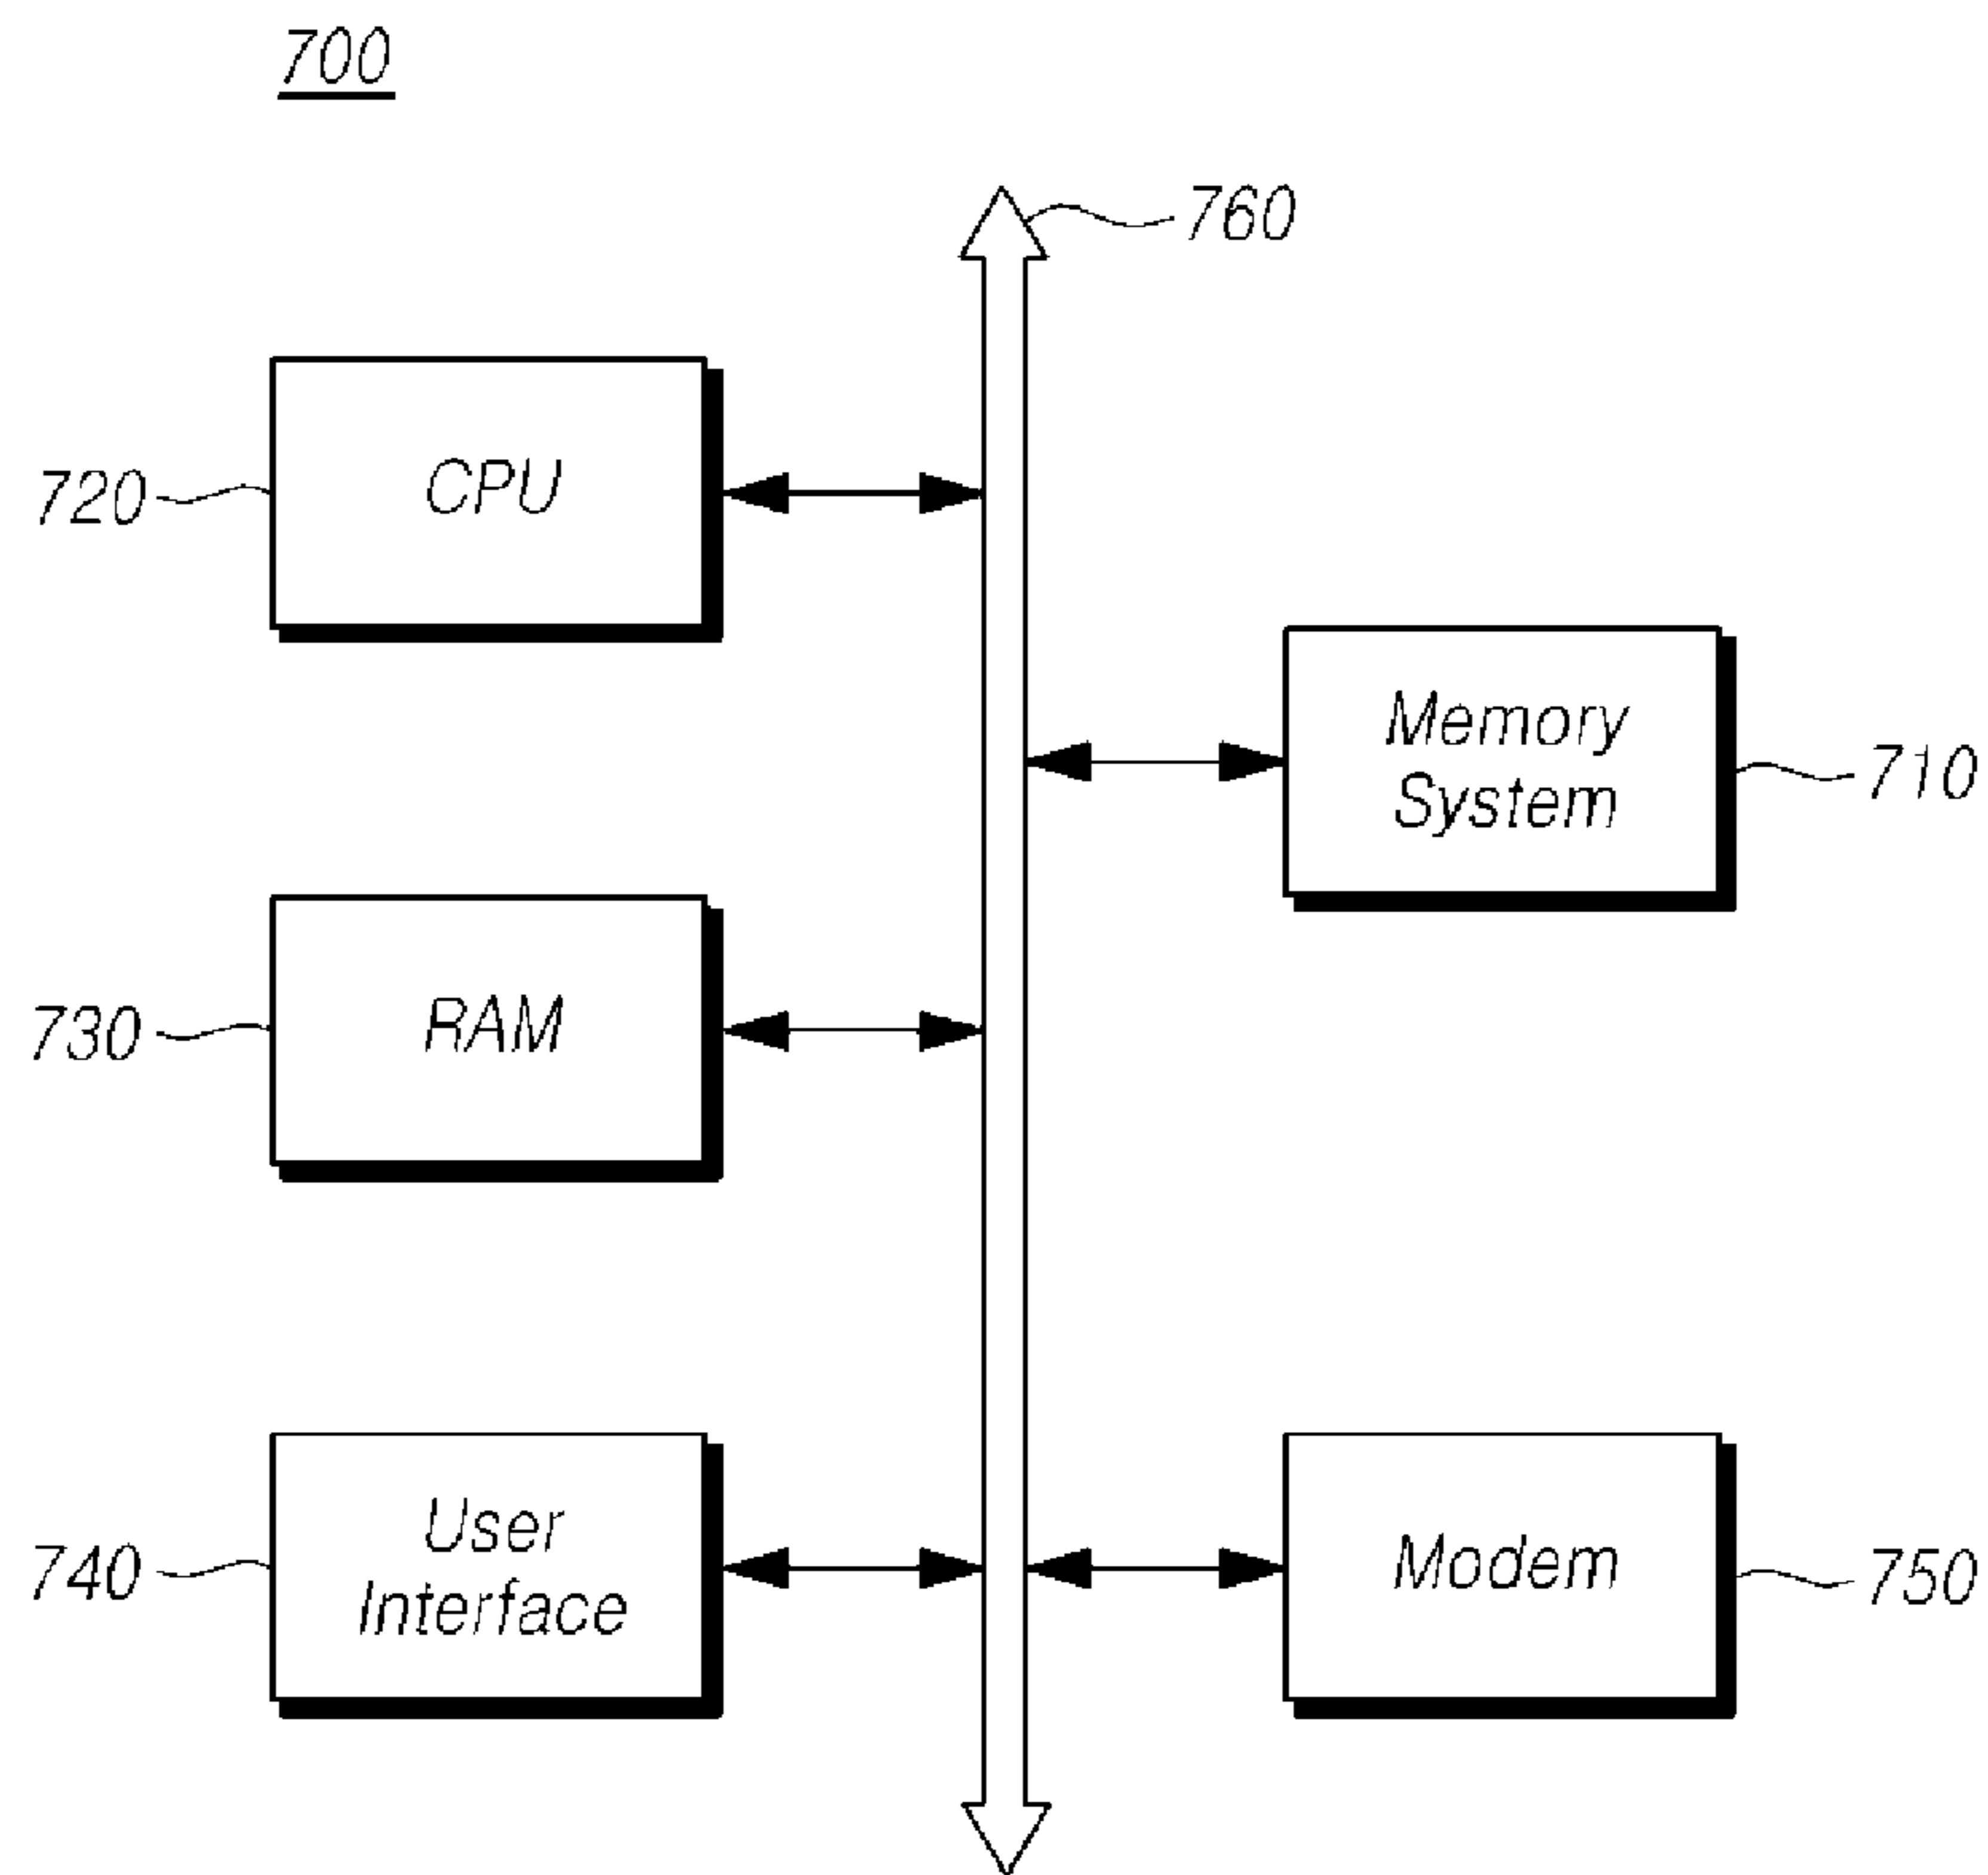 700
760
720
CPU
Memory
System
710
730
RAM
740
User
Interface
Modem
750